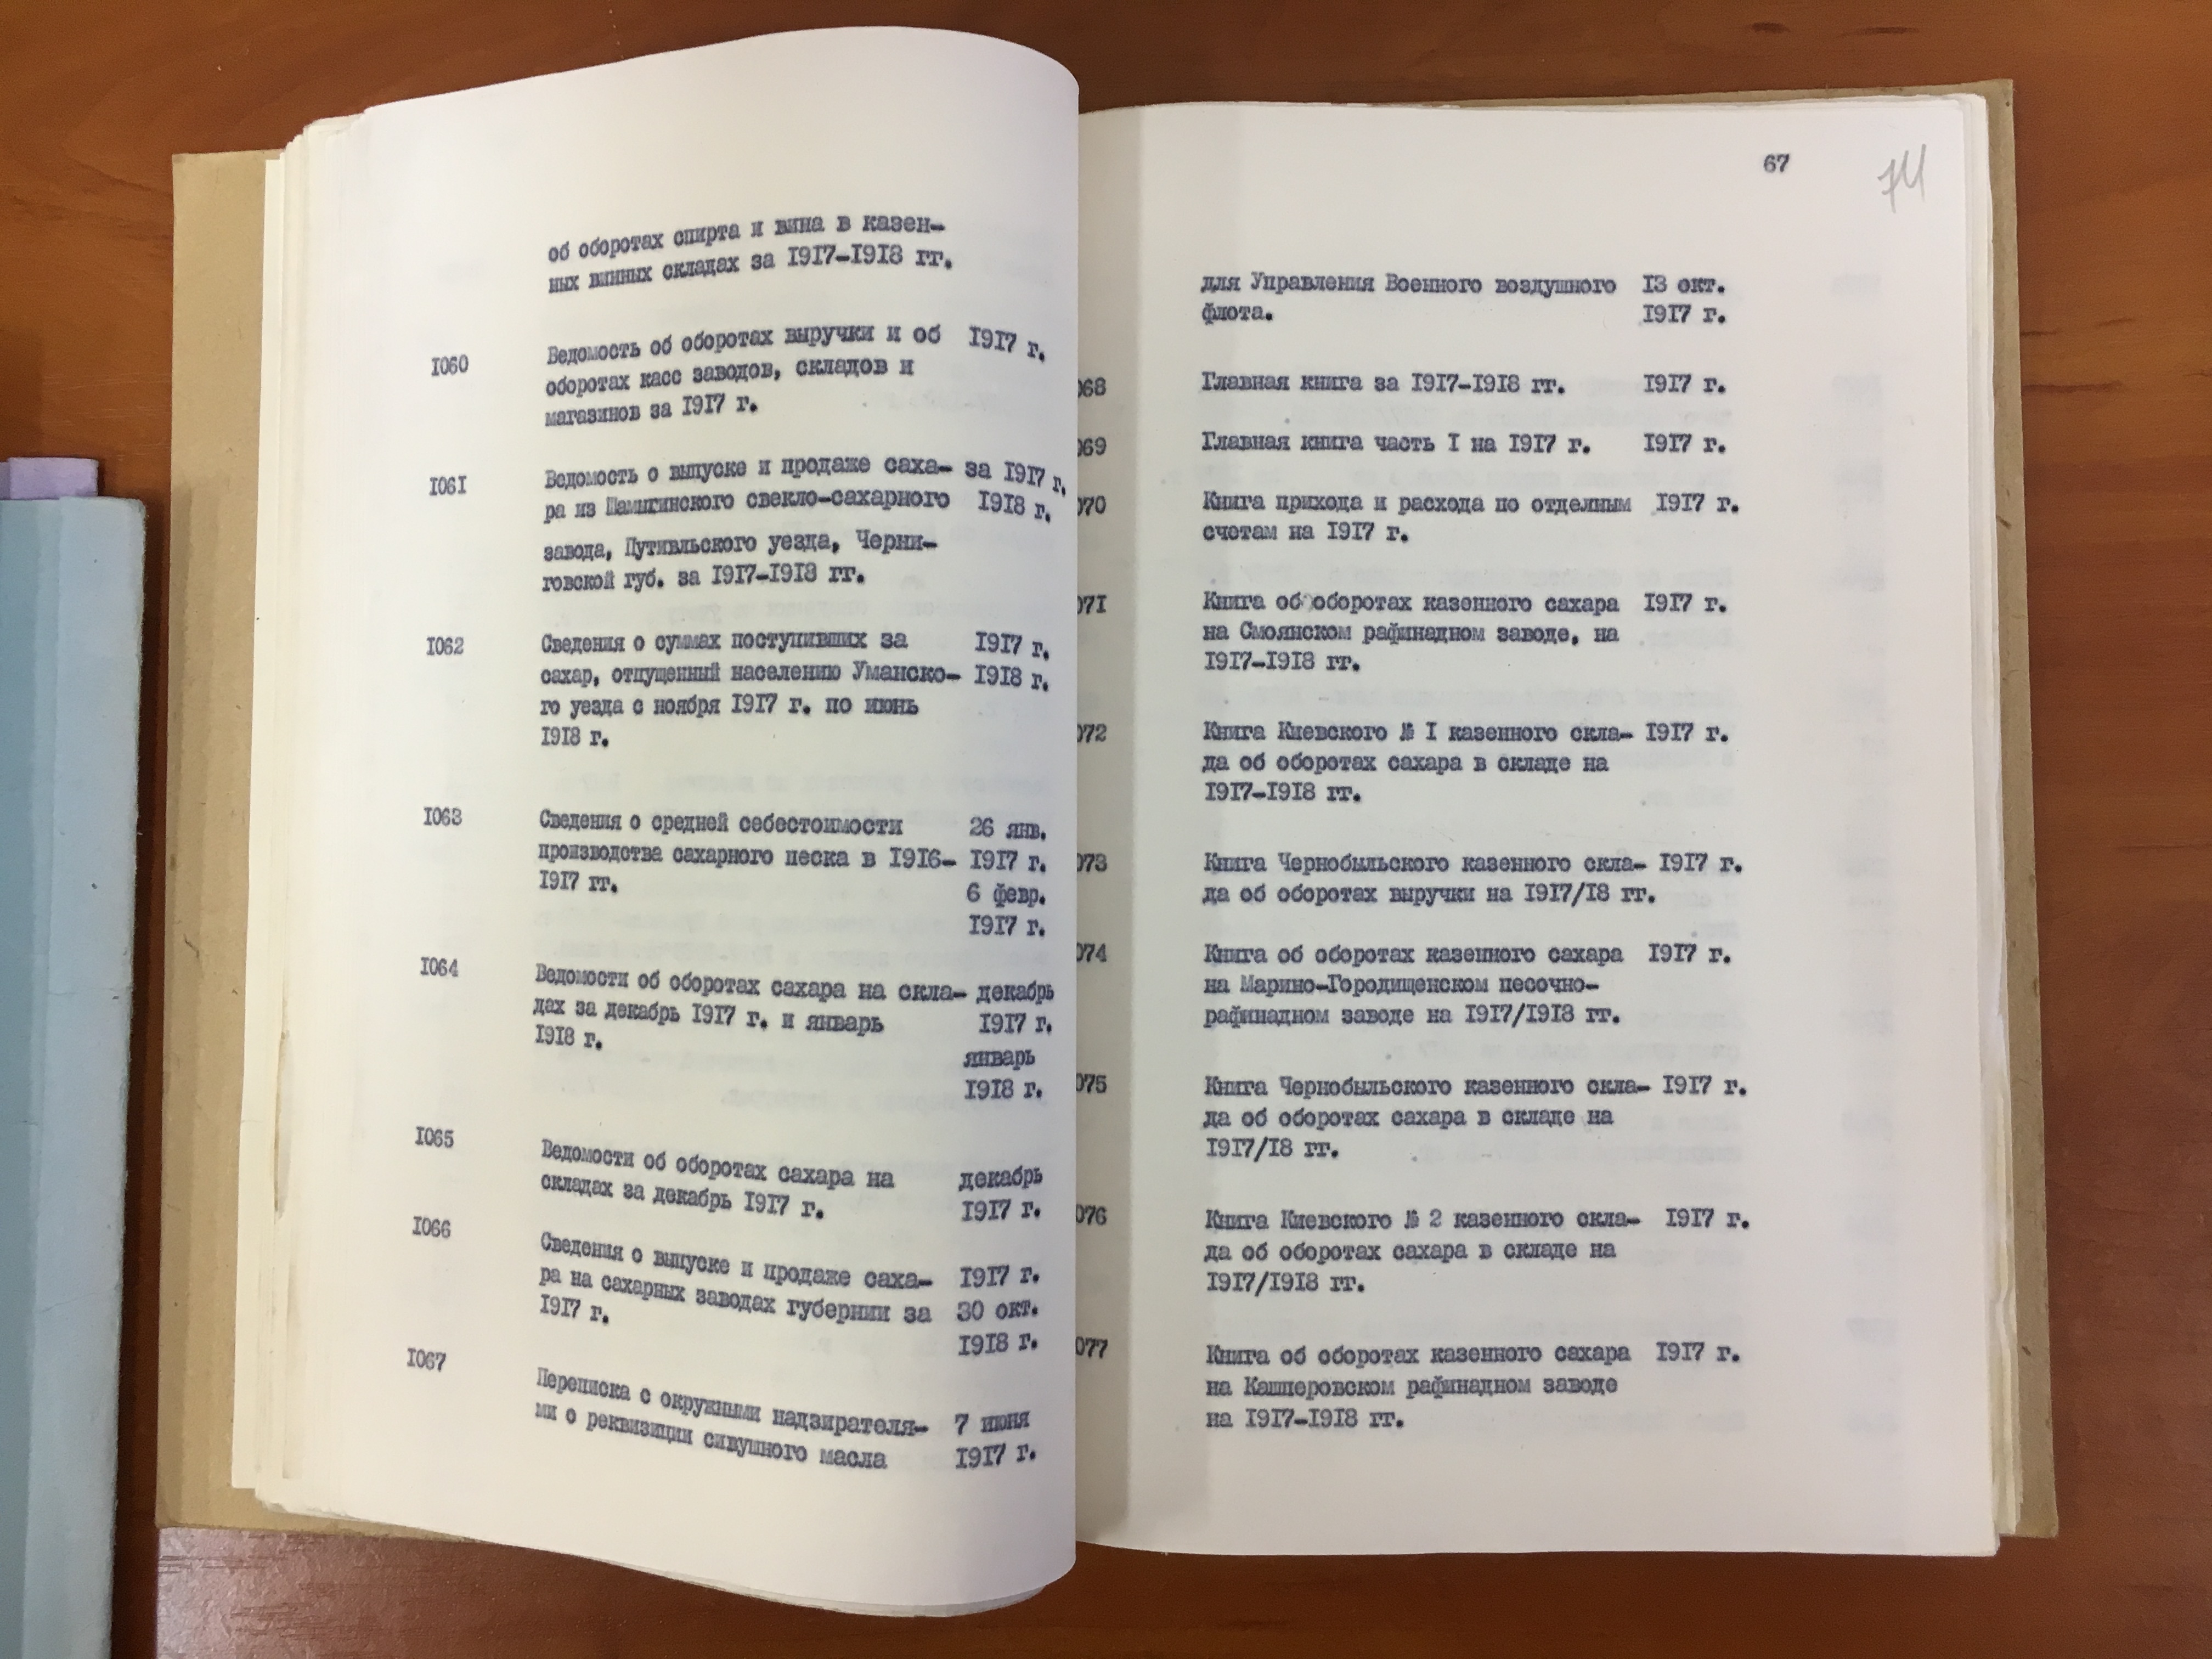 об оборотах спирта и вина в казен-
ных винных складах за 1917-1918 гг.
1060 Ведомость об оборотах выручки и об 1917 г.
оборотах касс заводов, складов и
магазинов за 1917 г.
1061 Ведомость о выпуске и продаже саха- за 1917 г.
ра из свекло-сахарного 1918 г.
завода, Путивльского уезда, Черни-
говской губ. за 1917-1918 гг.
1062 Сведения о суммах поступивших за 1917 г.
сахар, отпущенный населению Уманско- 1918 г.
го уезда с ноября 1917 г. по июнь
1918 г.
1063 Сведения о средней себестоимости 26 янв.
производства сахарного песка в 1916- 1917 г.
1917 гг. 6 февр.
1917 г.
1064 Ведомости об оборотах сахара на скла- декабрь
дах за декабрь 1917 г. и январь 1917 г.
1918 г. январь
1918 г.
1065 Ведомости об оборотах сахара на декабрь
складах за декабрь 1917 г. 1917 г.
1066 Сведения о выпуске и продаже саха- 1917 г.
ра на сахарных заводах губернии за 30 окт.
1917 г. 1918 г.
1067 Переписка с окружными надзирателя- 7 июня
ми о реквизиции сивушного масла 1917 г.
67
74
для Управления Военного воздушного 13 окт.
флота. 1917 г.
068 Главная книга за 1917-1918 гг. 1917 г.
069 Главная книга часть I на 1917 г. 1917 г.
070 Книга прихода и расхода по отделным 1917 г.
счетам на 1917 г.
071 Книга об оборотах казенного сахара 1917 г.
на Смоянском рафинадном заводе, на
1917-1918 гг.
072 Книга Киевского № I казенного скла- 1917 г.
да об оборотах сахара в складе на
1917-1918 гг.
073 Книга Чернобыльского казенного скла- 1917 г.
да об оборотах выручки на 1917/18 гг.
074 Книга об оборотах казенного сахара 1917 г.
на Марино-Городищенском песочно-
рафинадном заводе на 1917/1918 гг.
075 Книга Чернобыльского казенного скла- 1917 г.
да об оборотах сахара в складе на
1917/18 гг.
076 Книга Киевского № 2 казенного скла- 1917 г.
да об оборотах сахара в складе на
1917/1918 гг.
077 Книга об оборотах казенного сахара 1917 г.
на Кашперовском рафинадном заводе
на 1917-1918 гг.